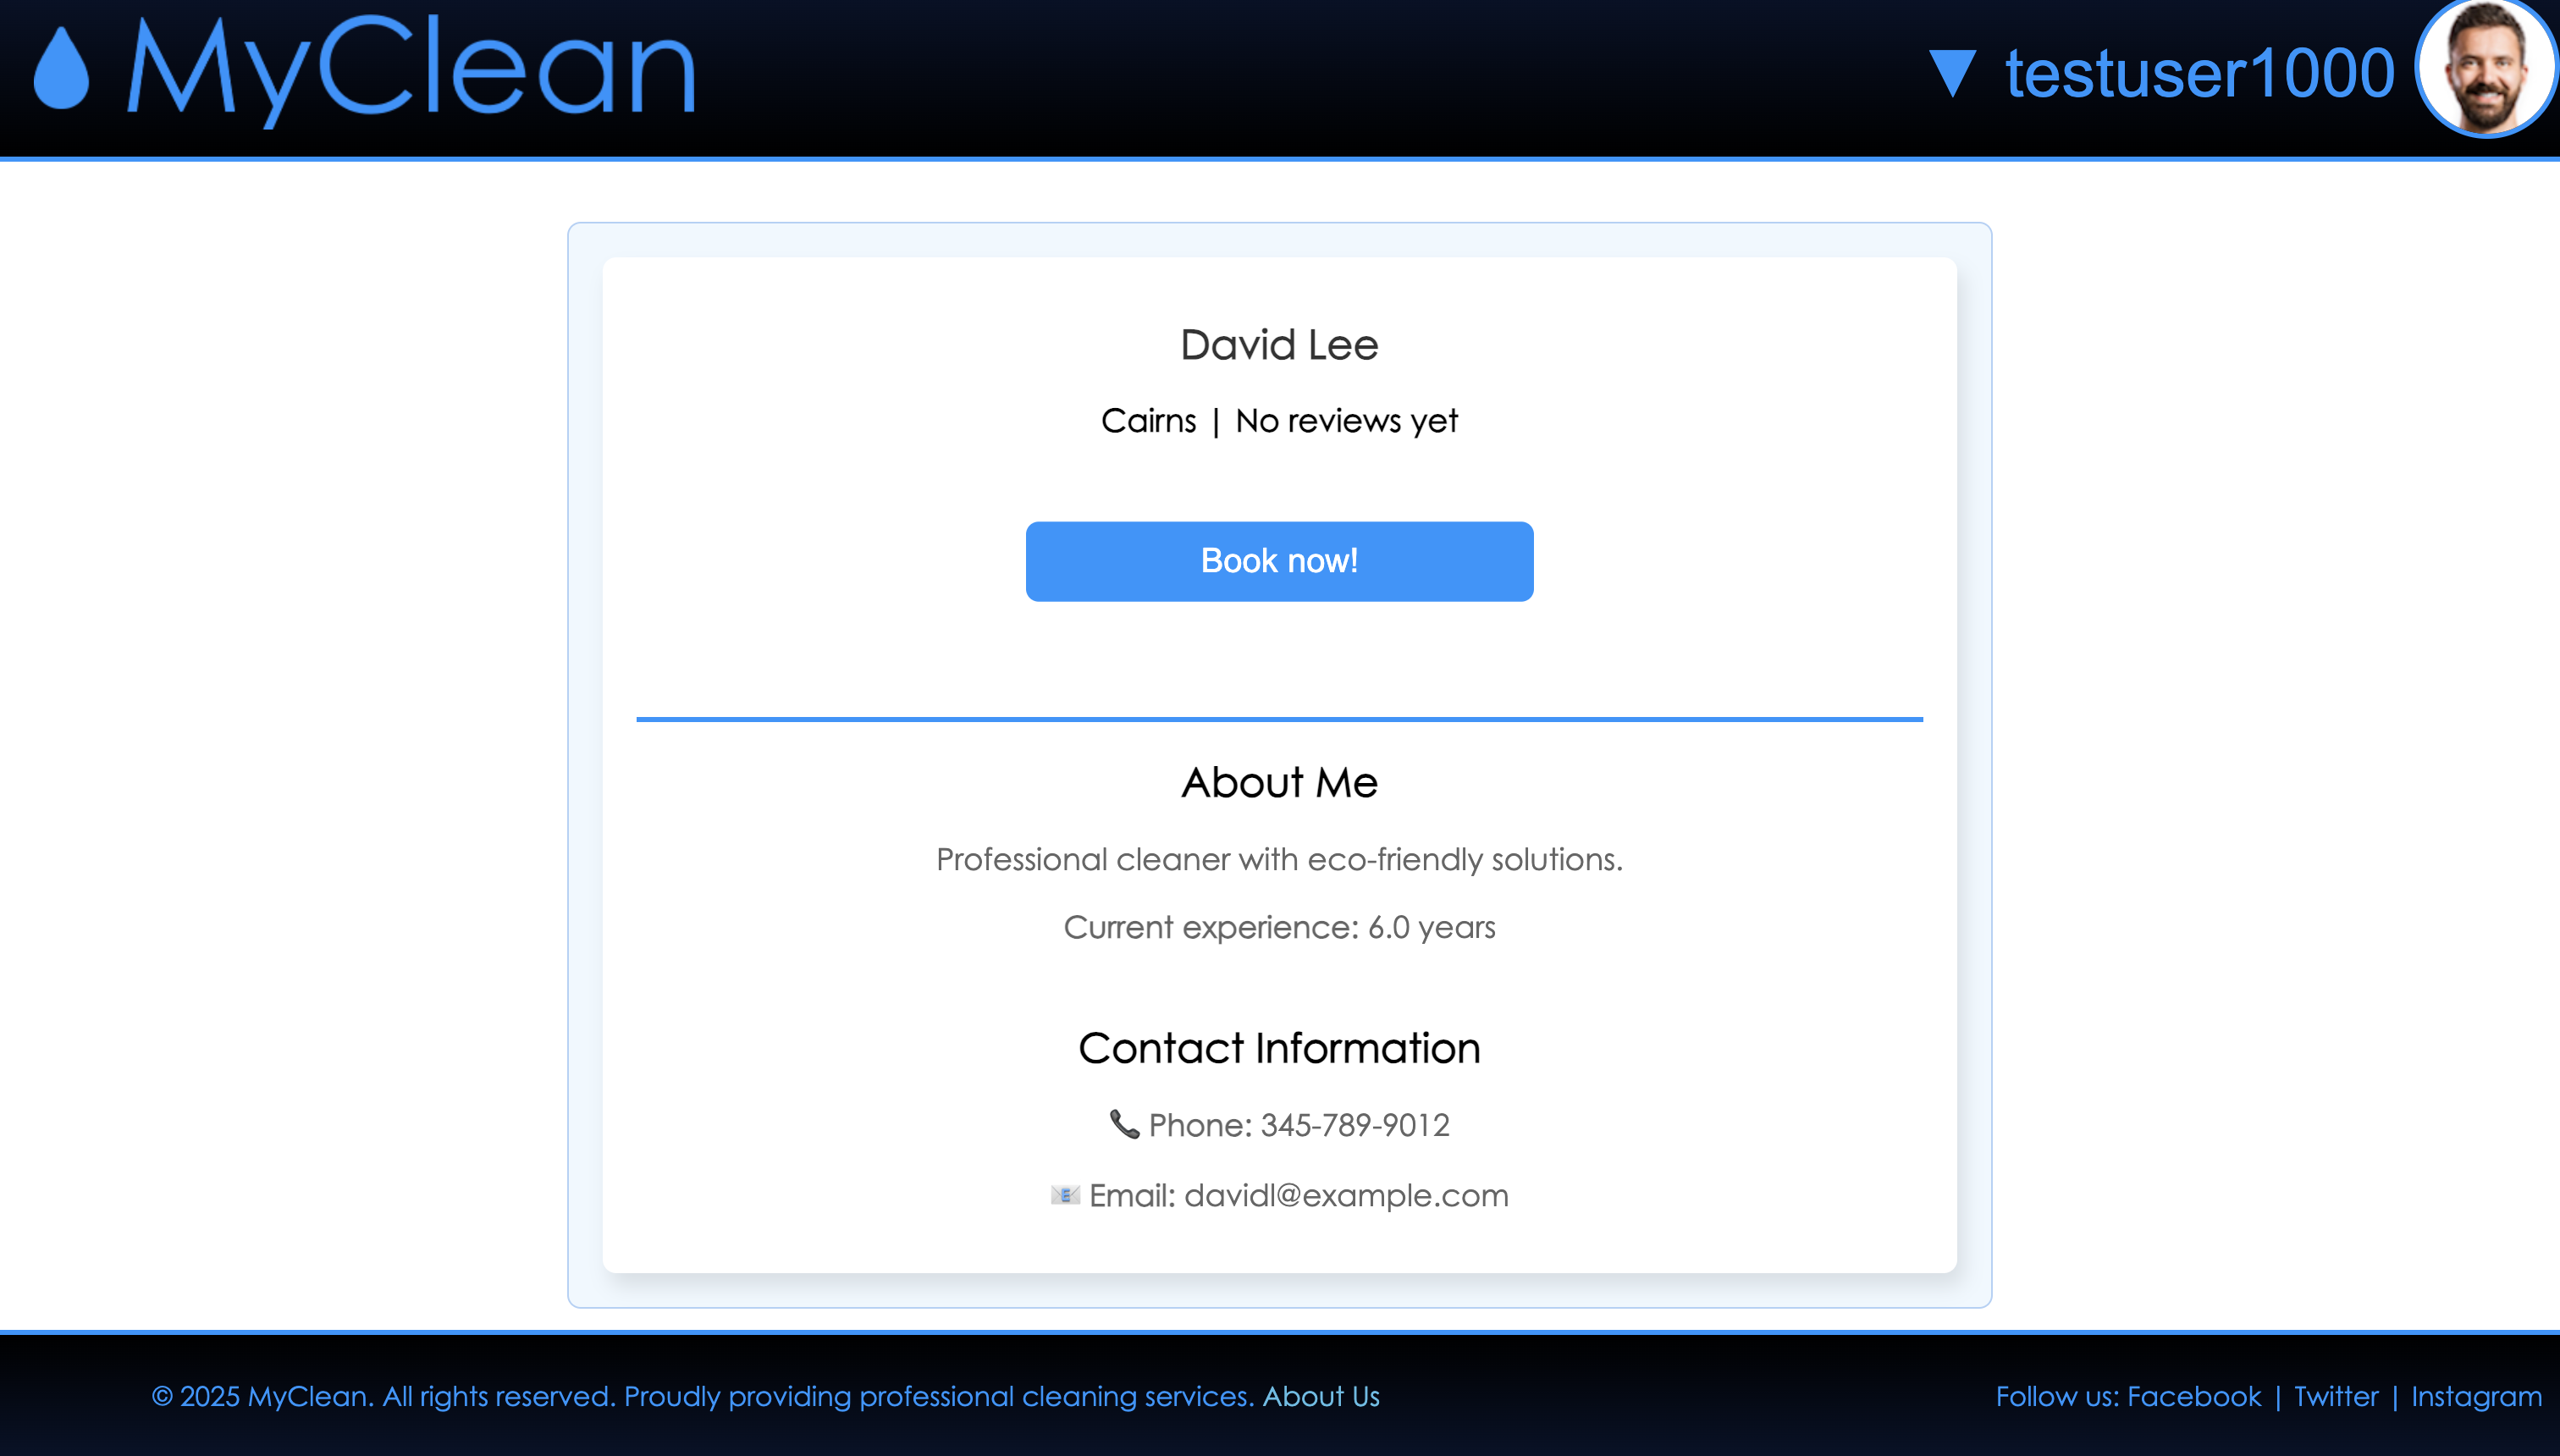 MyClean
▼ testuser1000
David Lee
Cairns | No reviews yet
Book now!
About Me
Professional cleaner with eco-friendly solutions.
Current experience: 6.0 years
Contact Information
📞 Phone: 345-789-9012
📧 Email: davidl@example.com
© 2025 MyClean. All rights reserved. Proudly providing professional cleaning services. About Us
Follow us: Facebook | Twitter | Instagram